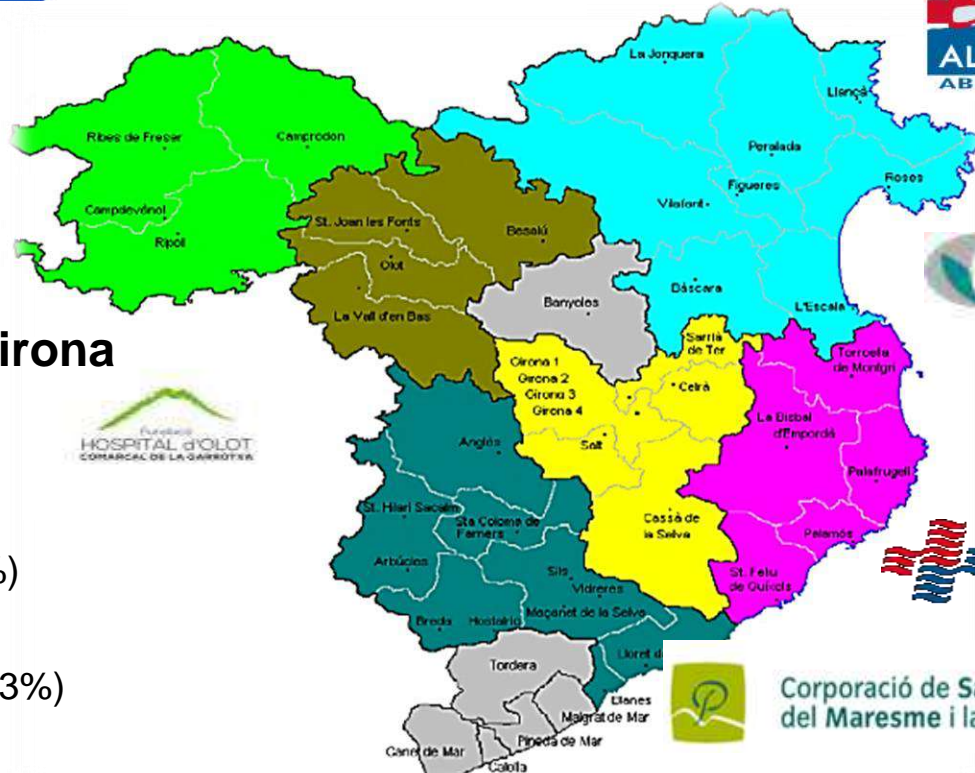 AL
AB
La Jonquera
Llançà
Ribes de Freser
Camprodon
Peralada
Figueres
Roses
Vilafant
Campdevànol
Ripoll
St. Joan les Fonts
Besalú
Olot
Bàscara
L'Escala
La Vall d'en Bas
Banyoles
irona
Sarrià
de Ter
Torroella
de Montgrí
Girona 1
Girona 2
Girona 3
Girona 4
Celrà
Fundació
HOSPITAL d'OLOT
COMARCAL DE LA GARROTXA
La Bisbal
d'Empordà
Anglès
Salt
Palafrugell
St. Hilari Sacalm
Sta Coloma de
Farners
Cassà de
la Selva
Palamós
Arbúcies
Sils
Vidreres
St. Feliu
de Guíxols
%)
Breda
Hostalric
Maçanet de la Selva
Lloret d
Tordera
3%)
Blanes
Malgrat de Mar
Pineda de Mar
Canet de Mar
Calella
Corporació de S
del Maresme i la